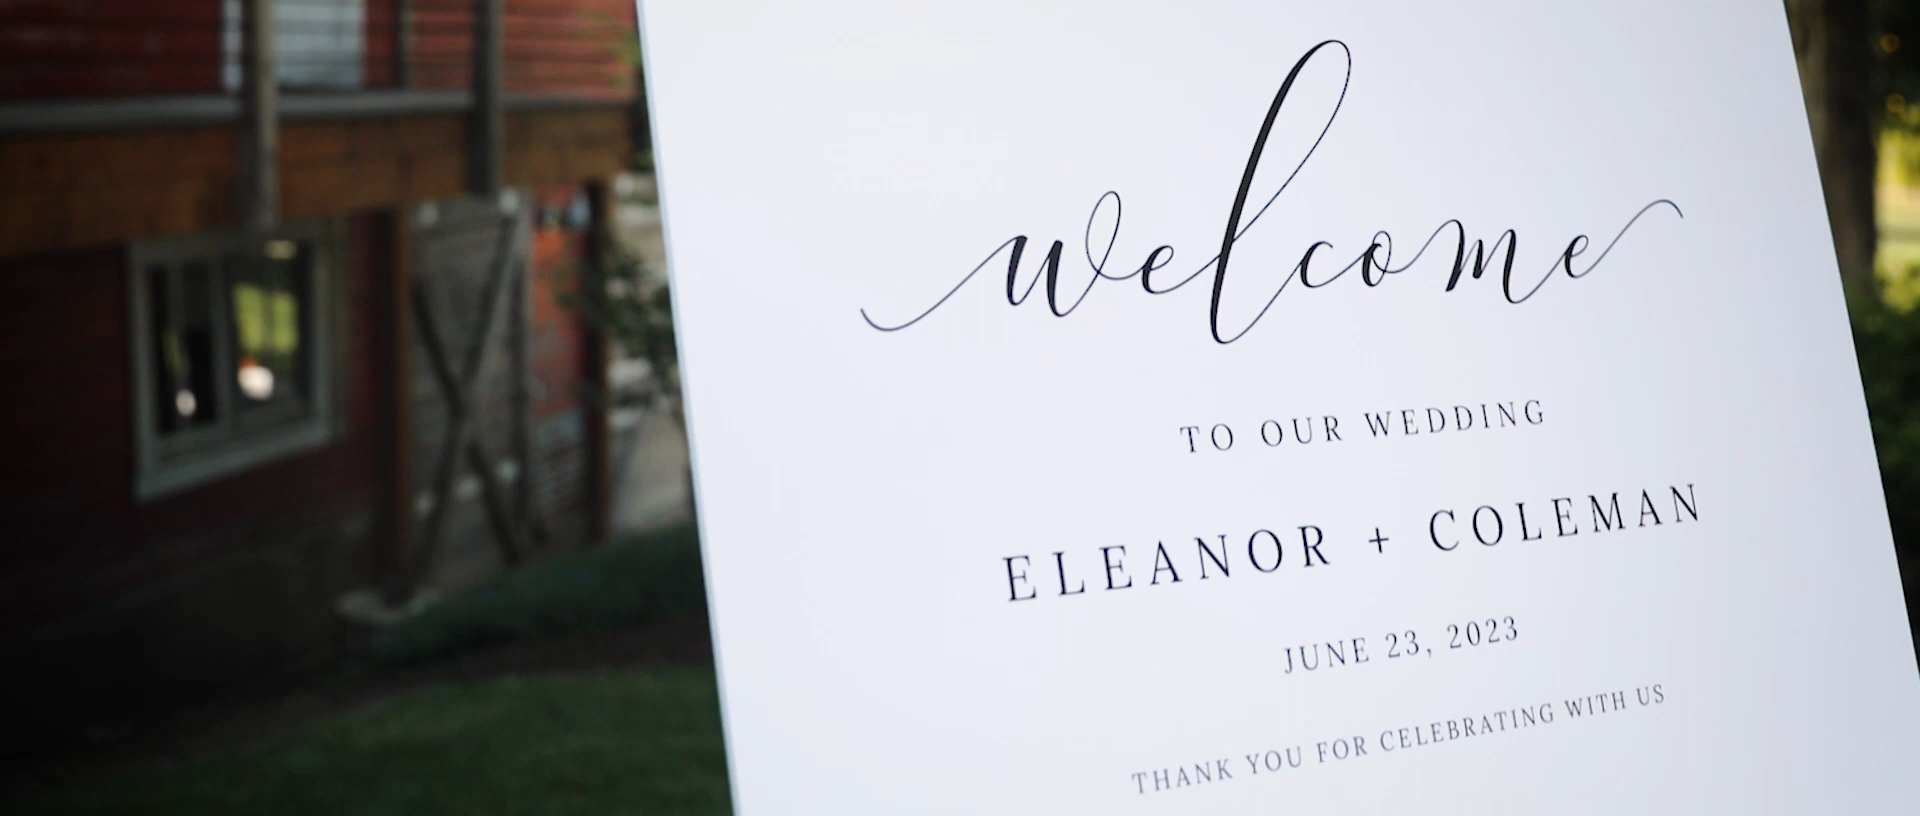 welcome
TO OUR WEDDING
ELEANOR + COLEMAN
JUNE 23, 2023
THANK YOU FOR CELEBRATING WITH US